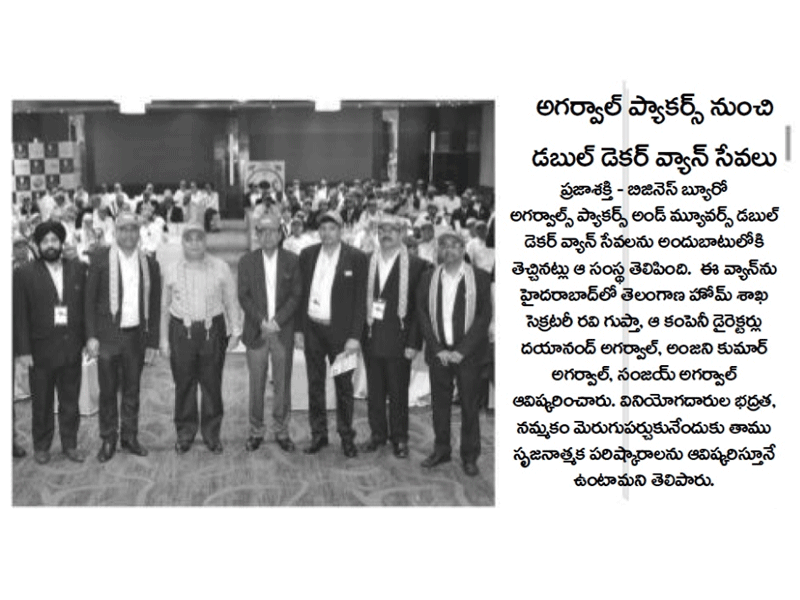 అగర్వాల్ ప్యాకర్స్ నుంచి
డబుల్ డెకర్ వ్యాన్ సేవలు
ప్రజాశక్తి - బిజినెస్ బ్యూరో
అగర్వాల్స్ ప్యాకర్స్ అండ్ మ్యూవర్స్ డబుల్
డెకర్ వ్యాన్ సేవలను అందుబాటులోకి
తెచ్చినట్లు ఆ సంస్థ తెలిపింది. ఈ వ్యాన్‌ను
హైదరాబాద్‌లో తెలంగాణ హోమ్ శాఖ
సెక్రటరీ రవి గుప్తా, ఆ కంపెనీ డైరెక్టర్లు
దయానంద్ అగర్వాల్, అంజని కుమార్
అగర్వాల్, సంజయ్ అగర్వాల్
ఆవిష్కరించారు. వినియోగదారుల భద్రత,
నమ్మకం మెరుగుపర్చుకునేందుకు తాము
సృజనాత్మక పరిష్కారాలను ఆవిష్కరిస్తూనే
ఉంటామని తెలిపారు.